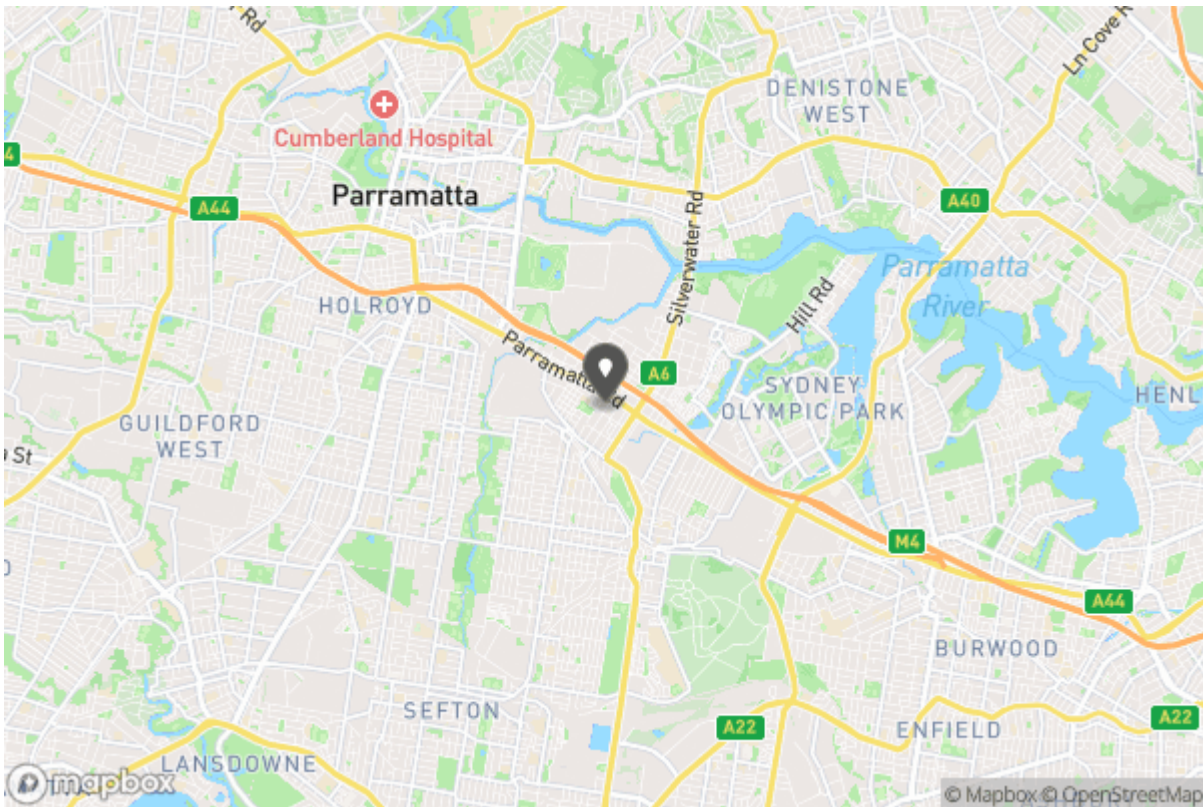 y Rd
Ln Cove R
DENISTONE
WEST
Cumberland Hospital
4
Parramatta
A44
A40
Silverwater Rd
Parramatta
River
Hill Rd
HOLROYD
Parramatta Rd
A6
SYDNEY
OLYMPIC PARK
HENL
GUILDFORD
WEST
a St
M4
A44
BURWOOD
SEFTON
A22
A22
ENFIELD
LANSDOWNE
mapbox
© Mapbox © OpenStreetMap